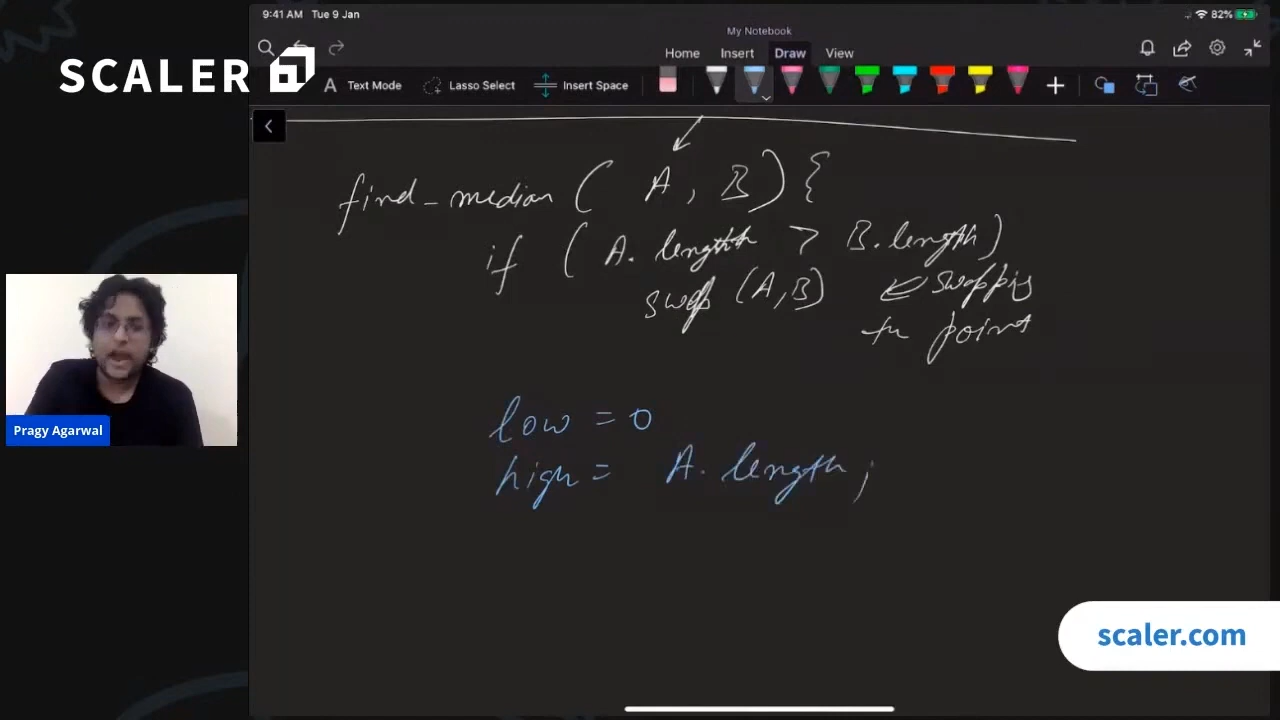 9:41 AM Tue 9 Jan
82%
My Notebook
SCALER
Home Insert Draw View
A Text Mode Lasso Select Insert Space
find_median ( A, B) {
if ( A. length > B. length)
swap (A,B) swapping
the point
low = 0
high = A. length ;
Pragy Agarwal
scaler.com